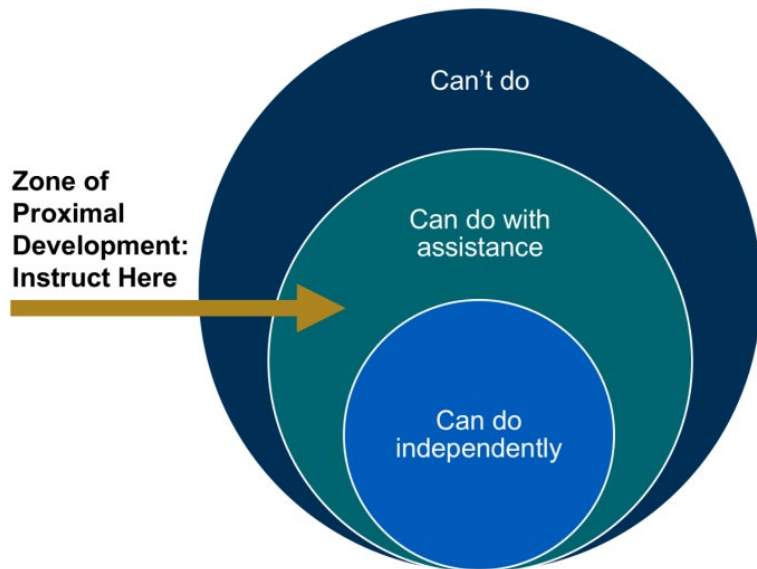 Can’t do
Zone of
Proximal
Development:
Instruct Here
Can do with
assistance
Can do
independently